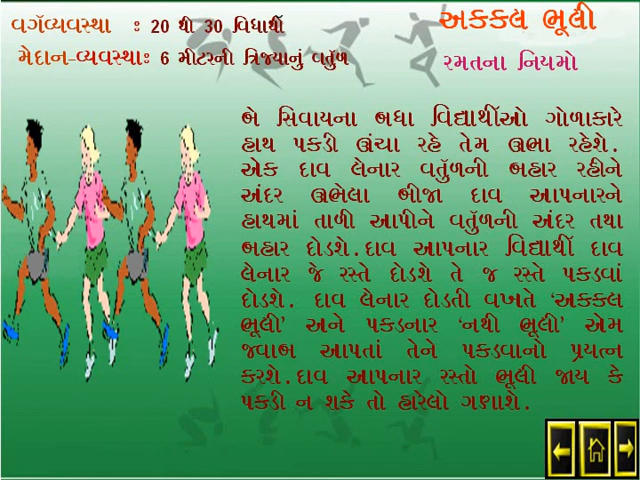 વર્ગવ્યવસ્થા : 20 થી 30 વિધાર્થી
અક્કલ ભૂલી
મેદાન-વ્યવસ્થાઃ 6 મીટરની ત્રિજ્યાનું વર્તુળ
રમતના નિયમો
બે સિવાયના બધા વિદ્યાર્થીઓ ગોળાકારે
હાથ પકડી ઊંચા રહે તેમ ઊભા રહેશે.
એક દાવ લેનાર વર્તુળની બહાર રહીને
અંદર ઊભેલા બીજા દાવ આપનારને
હાથમાં તાળી આપીને વર્તુળની અંદર તથા
બહાર દોડશે.દાવ આપનાર વિદ્યાર્થી દાવ
લેનાર જે રસ્તે દોડશે તે જ રસ્તે પકડવાં
દોડશે. દાવ લેનાર દોડતી વખતે ‘અક્કલ
ભૂલી’ અને પકડનાર ‘નથી ભૂલી’ એમ
જવાબ આપતાં તેને પકડવાનો પ્રયત્ન
કરશે.દાવ આપનાર રસ્તો ભૂલી જાય કે
પકડી ન શકે તો હારેલો ગણાશે.